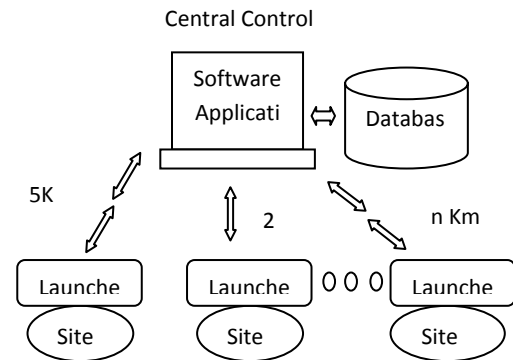 Central Control
Software
Applicati
Databas
5K
2
n Km
Launche
Launche
Launche
Site
Site
Site